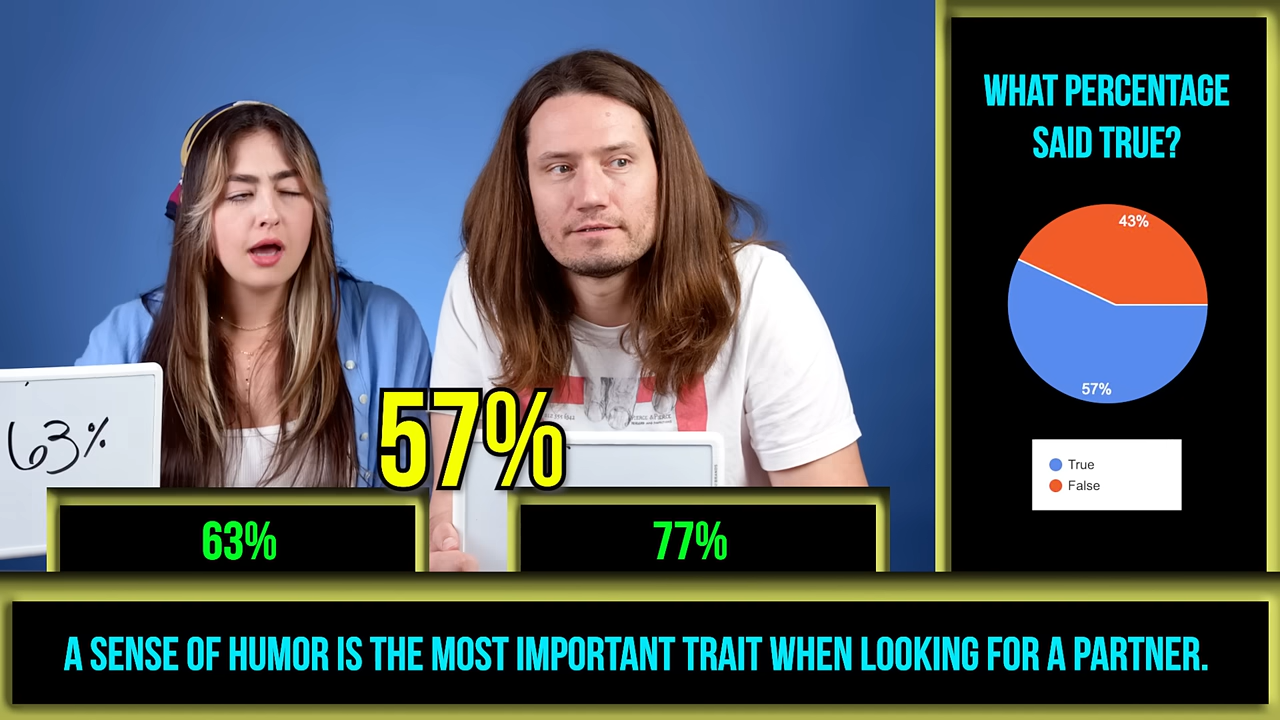 WHAT PERCENTAGE
SAID TRUE?
43%
57%
True
False
63%
57%
63%
77%
A SENSE OF HUMOR IS THE MOST IMPORTANT TRAIT WHEN LOOKING FOR A PARTNER.